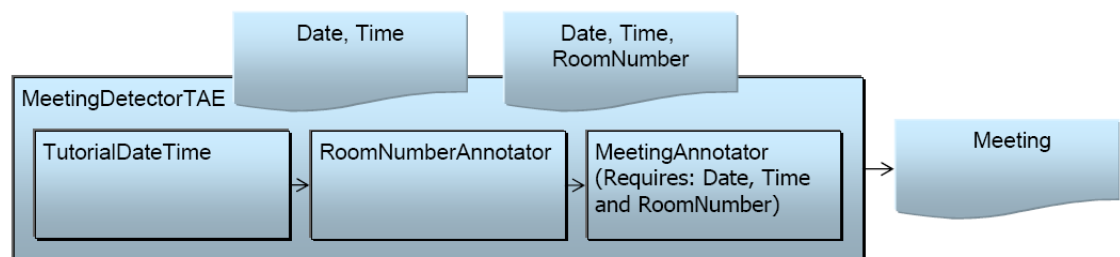 Date, Time
Date, Time,
RoomNumber
MeetingDetectorTAE
TutorialDateTime
RoomNumberAnnotator
MeetingAnnotator
(Requires: Date, Time
and RoomNumber)
Meeting